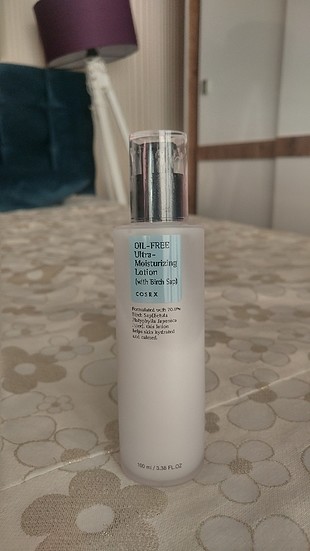 OIL-FREE
Ultra-
Moisturizing
Lotion
(with Birch Sap)
COSRX
Formulated with 70.0%
Birch Sap(Betula
Platyphylla Japonica
Juice), this lotion
helps skin hydrated
and calmed.
100 ml / 3.38 FL.OZ